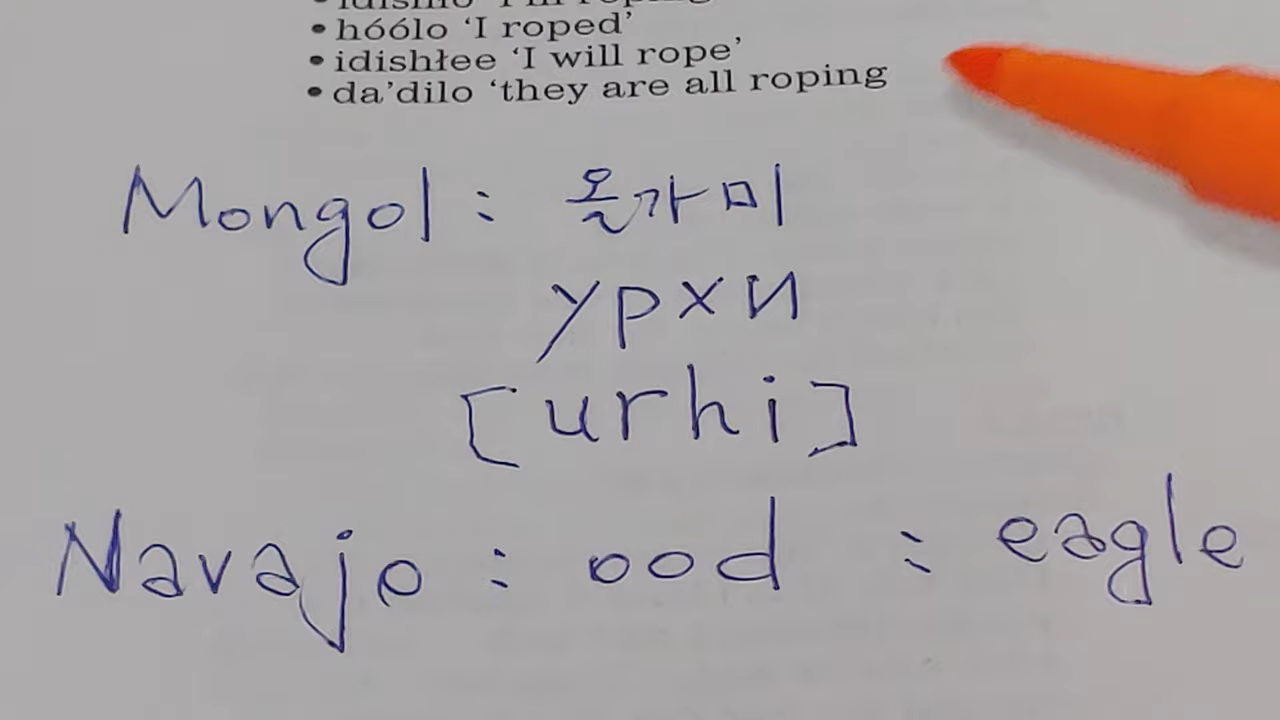 • hóólo ‘I roped’
• idishłee ‘I will rope’
• da’dilo ‘they are all roping
Mongol : 올가미
урхи
[urhi]
Navajo : ood : eagle